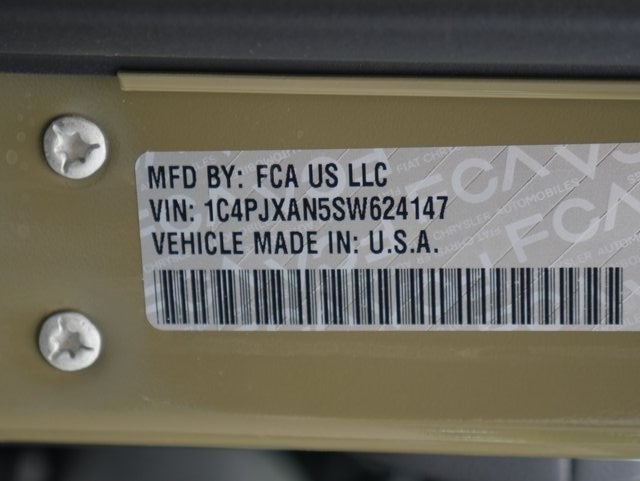 MFD BY: FCA US LLC
VIN: 1C4PJXAN5SW624147
VEHICLE MADE IN: U.S.A.